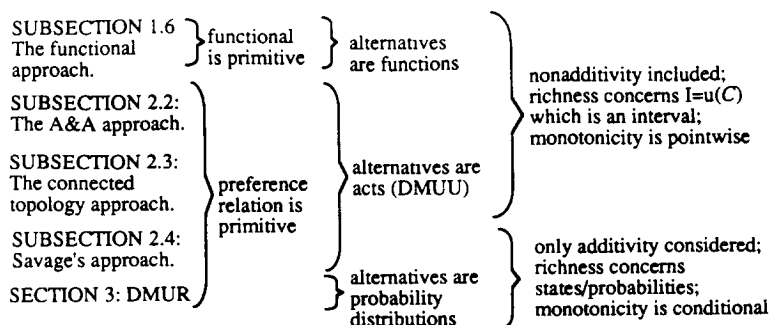 SUBSECTION 1.6
The functional
approach.
SUBSECTION 2.2:
The A&A approach.
SUBSECTION 2.3:
The connected
topology approach.
SUBSECTION 2.4:
Savage's approach.
SECTION 3: DMUR
functional
is primitive
preference
relation is
primitive
alternatives
are functions
alternatives are
acts (DMUU)
alternatives are
probability
distributions
nonadditivity included;
richness concerns I=u(C)
which is an interval;
monotonicity is pointwise
only additivity considered;
richness concerns
states/probabilities;
monotonicity is conditional